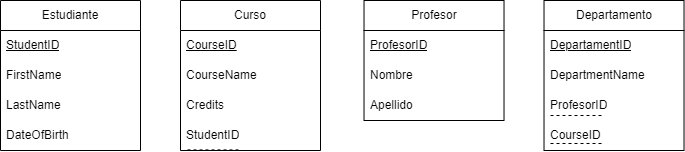 Estudiante
StudentID
FirstName
LastName
DateOfBirth
Curso
CourseID
CourseName
Credits
StudentID
Profesor
ProfesorID
Nombre
Apellido
Departamento
DepartamentID
DepartmentName
ProfesorID
CourseID